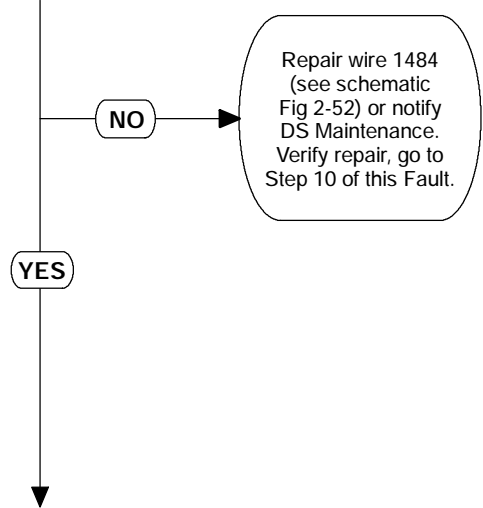 Repair wire 1484
(see schematic
Fig 2-52) or notify
DS Maintenance.
Verify repair, go to
Step 10 of this Fault.
NO
YES